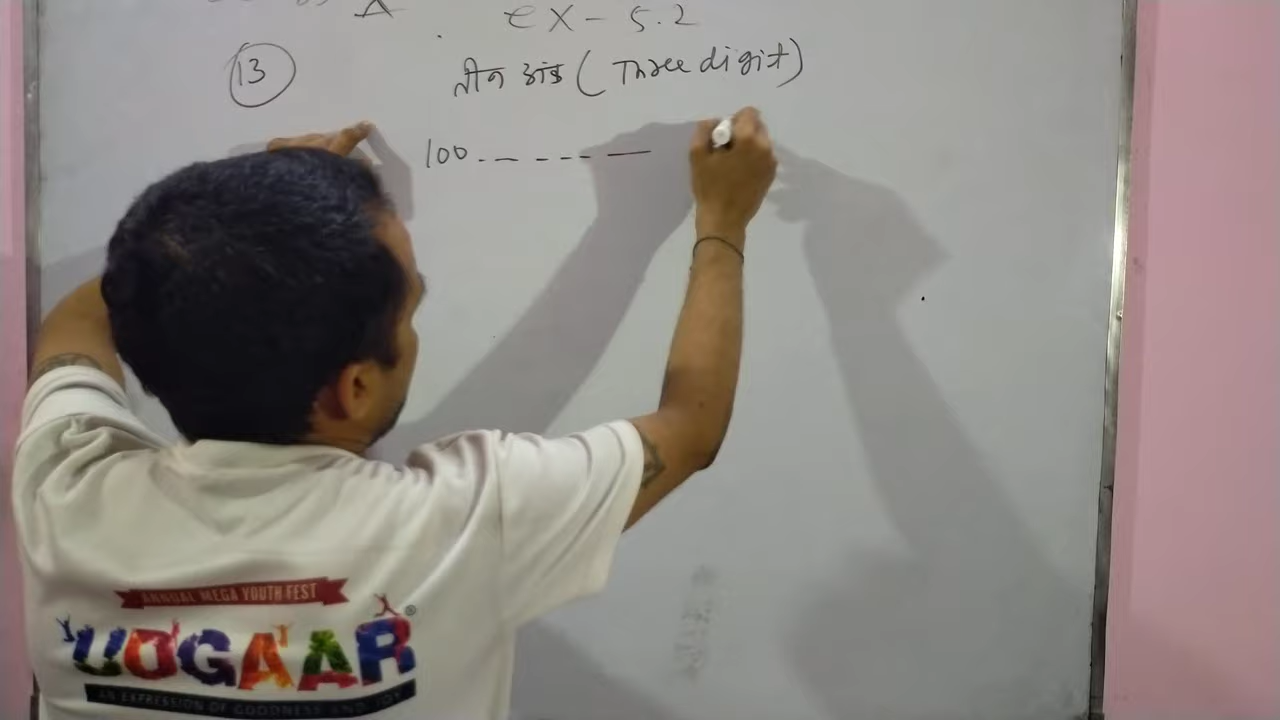 ex - 5.2
13
तीन अंक ( Three digit )
100 - - - - - -
ANNUAL MEGA YOUTH FEST
UDGAAR ®
AN EXPRESSION OF GOODNESS AND JOY